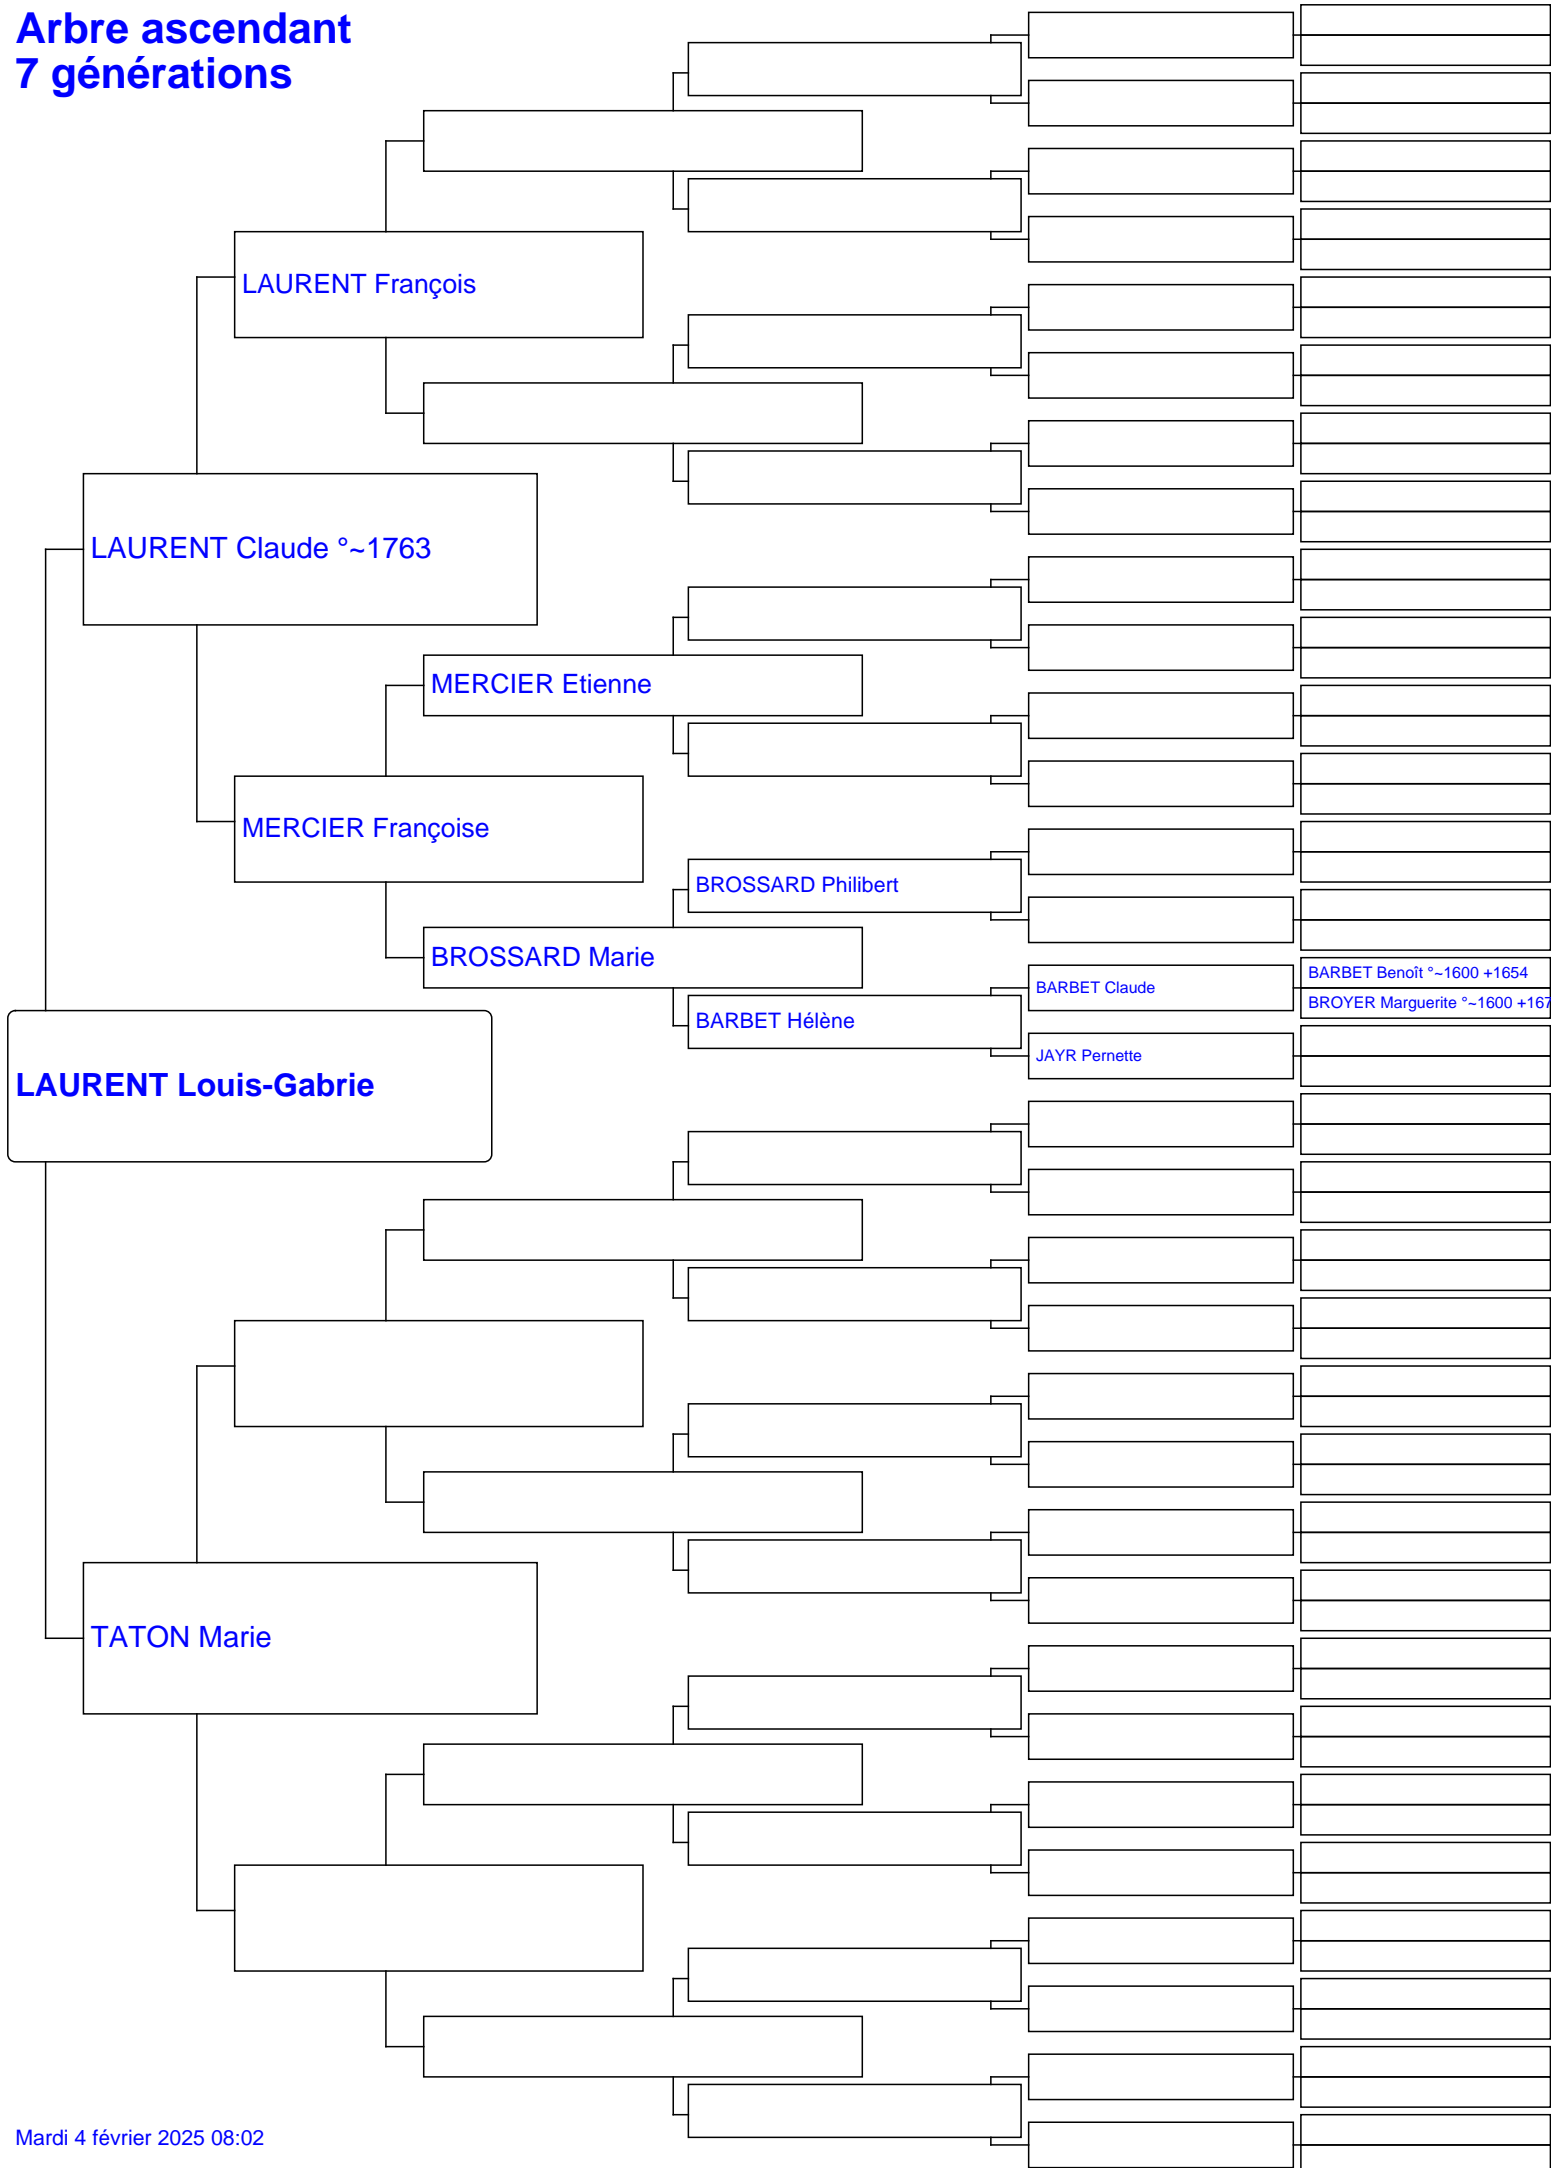 Arbre ascendant
7 générations
LAURENT François
LAURENT Claude °~1763
MERCIER Etienne
MERCIER Françoise
BROSSARD Philibert
BROSSARD Marie
BARBET Benoît °~1600 +1654
BARBET Claude
BROYER Marguerite °~1600 +167
BARBET Hélène
JAYR Pernette
LAURENT Louis-Gabrie
TATON Marie
Mardi 4 février 2025 08:02